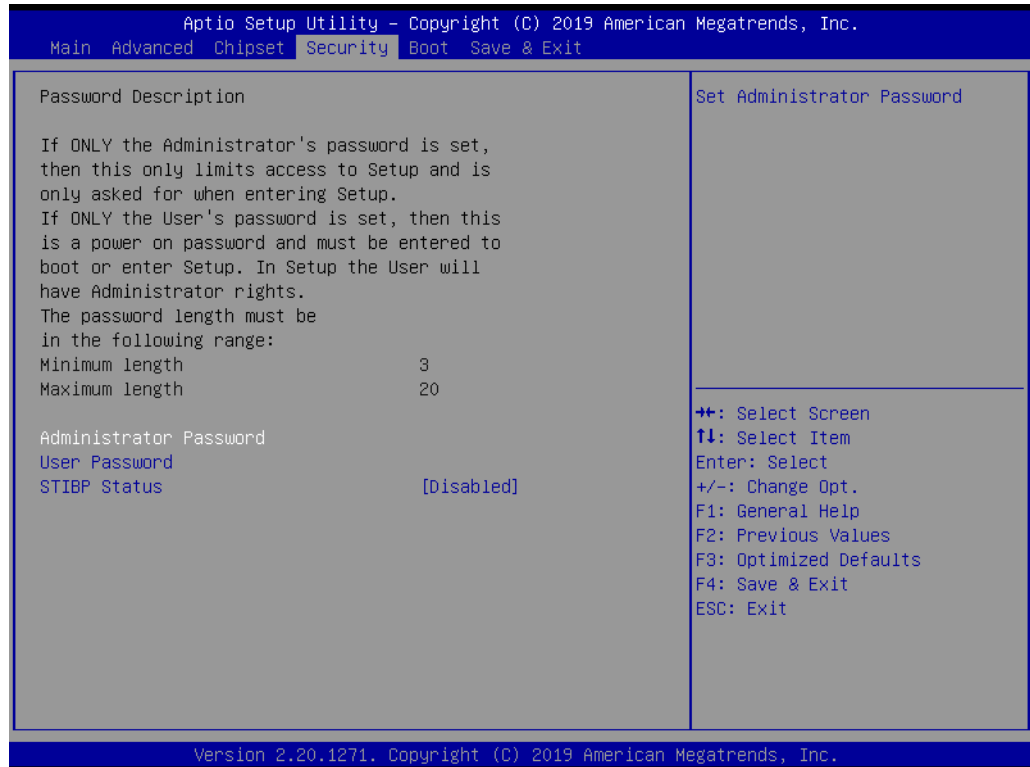 Aptio Setup Utility – Copyright (C) 2019 American Megatrends, Inc.
Main Advanced Chipset Security Boot Save & Exit
Password Description
If ONLY the Administrator's password is set,
then this only limits access to Setup and is
only asked for when entering Setup.
If ONLY the User's password is set, then this
is a power on password and must be entered to
boot or enter Setup. In Setup the User will
have Administrator rights.
The password length must be
in the following range:
Minimum length 3
Maximum length 20
Administrator Password
User Password
STIBP Status [Disabled]
Set Administrator Password
→←: Select Screen
↑↓: Select Item
Enter: Select
+/-: Change Opt.
F1: General Help
F2: Previous Values
F3: Optimized Defaults
F4: Save & Exit
ESC: Exit
Version 2.20.1271. Copyright (C) 2019 American Megatrends, Inc.